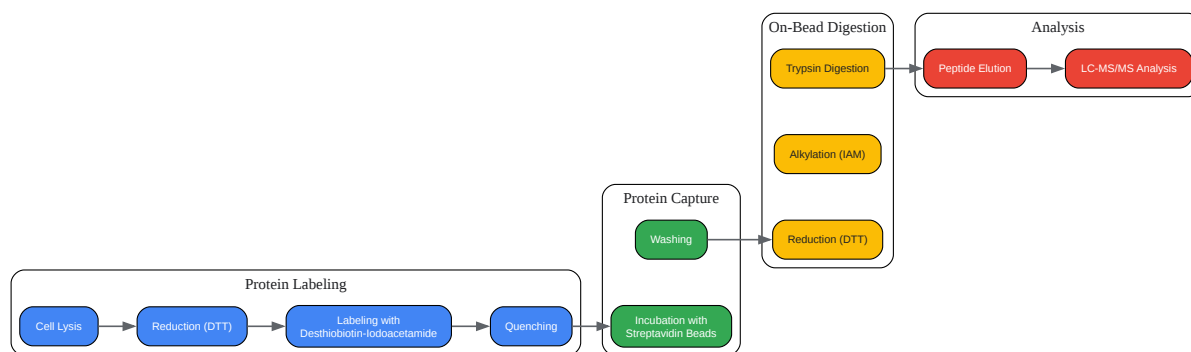 On-Bead Digestion
Analysis
Trypsin Digestion
Peptide Elution
LC-MS/MS Analysis
Alkylation (IAM)
Protein Capture
Washing
Reduction (DTT)
Protein Labeling
Cell Lysis
Reduction (DTT)
Labeling with
Desthiobiotin-Iodoacetamide
Quenching
Incubation with
Streptavidin Beads